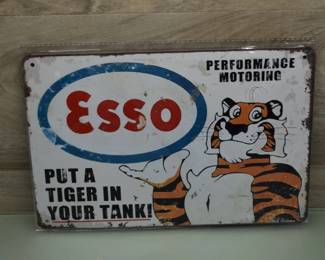 PERFORMANCE
MOTORING
Esso
PUT A
TIGER IN
YOUR TANK!